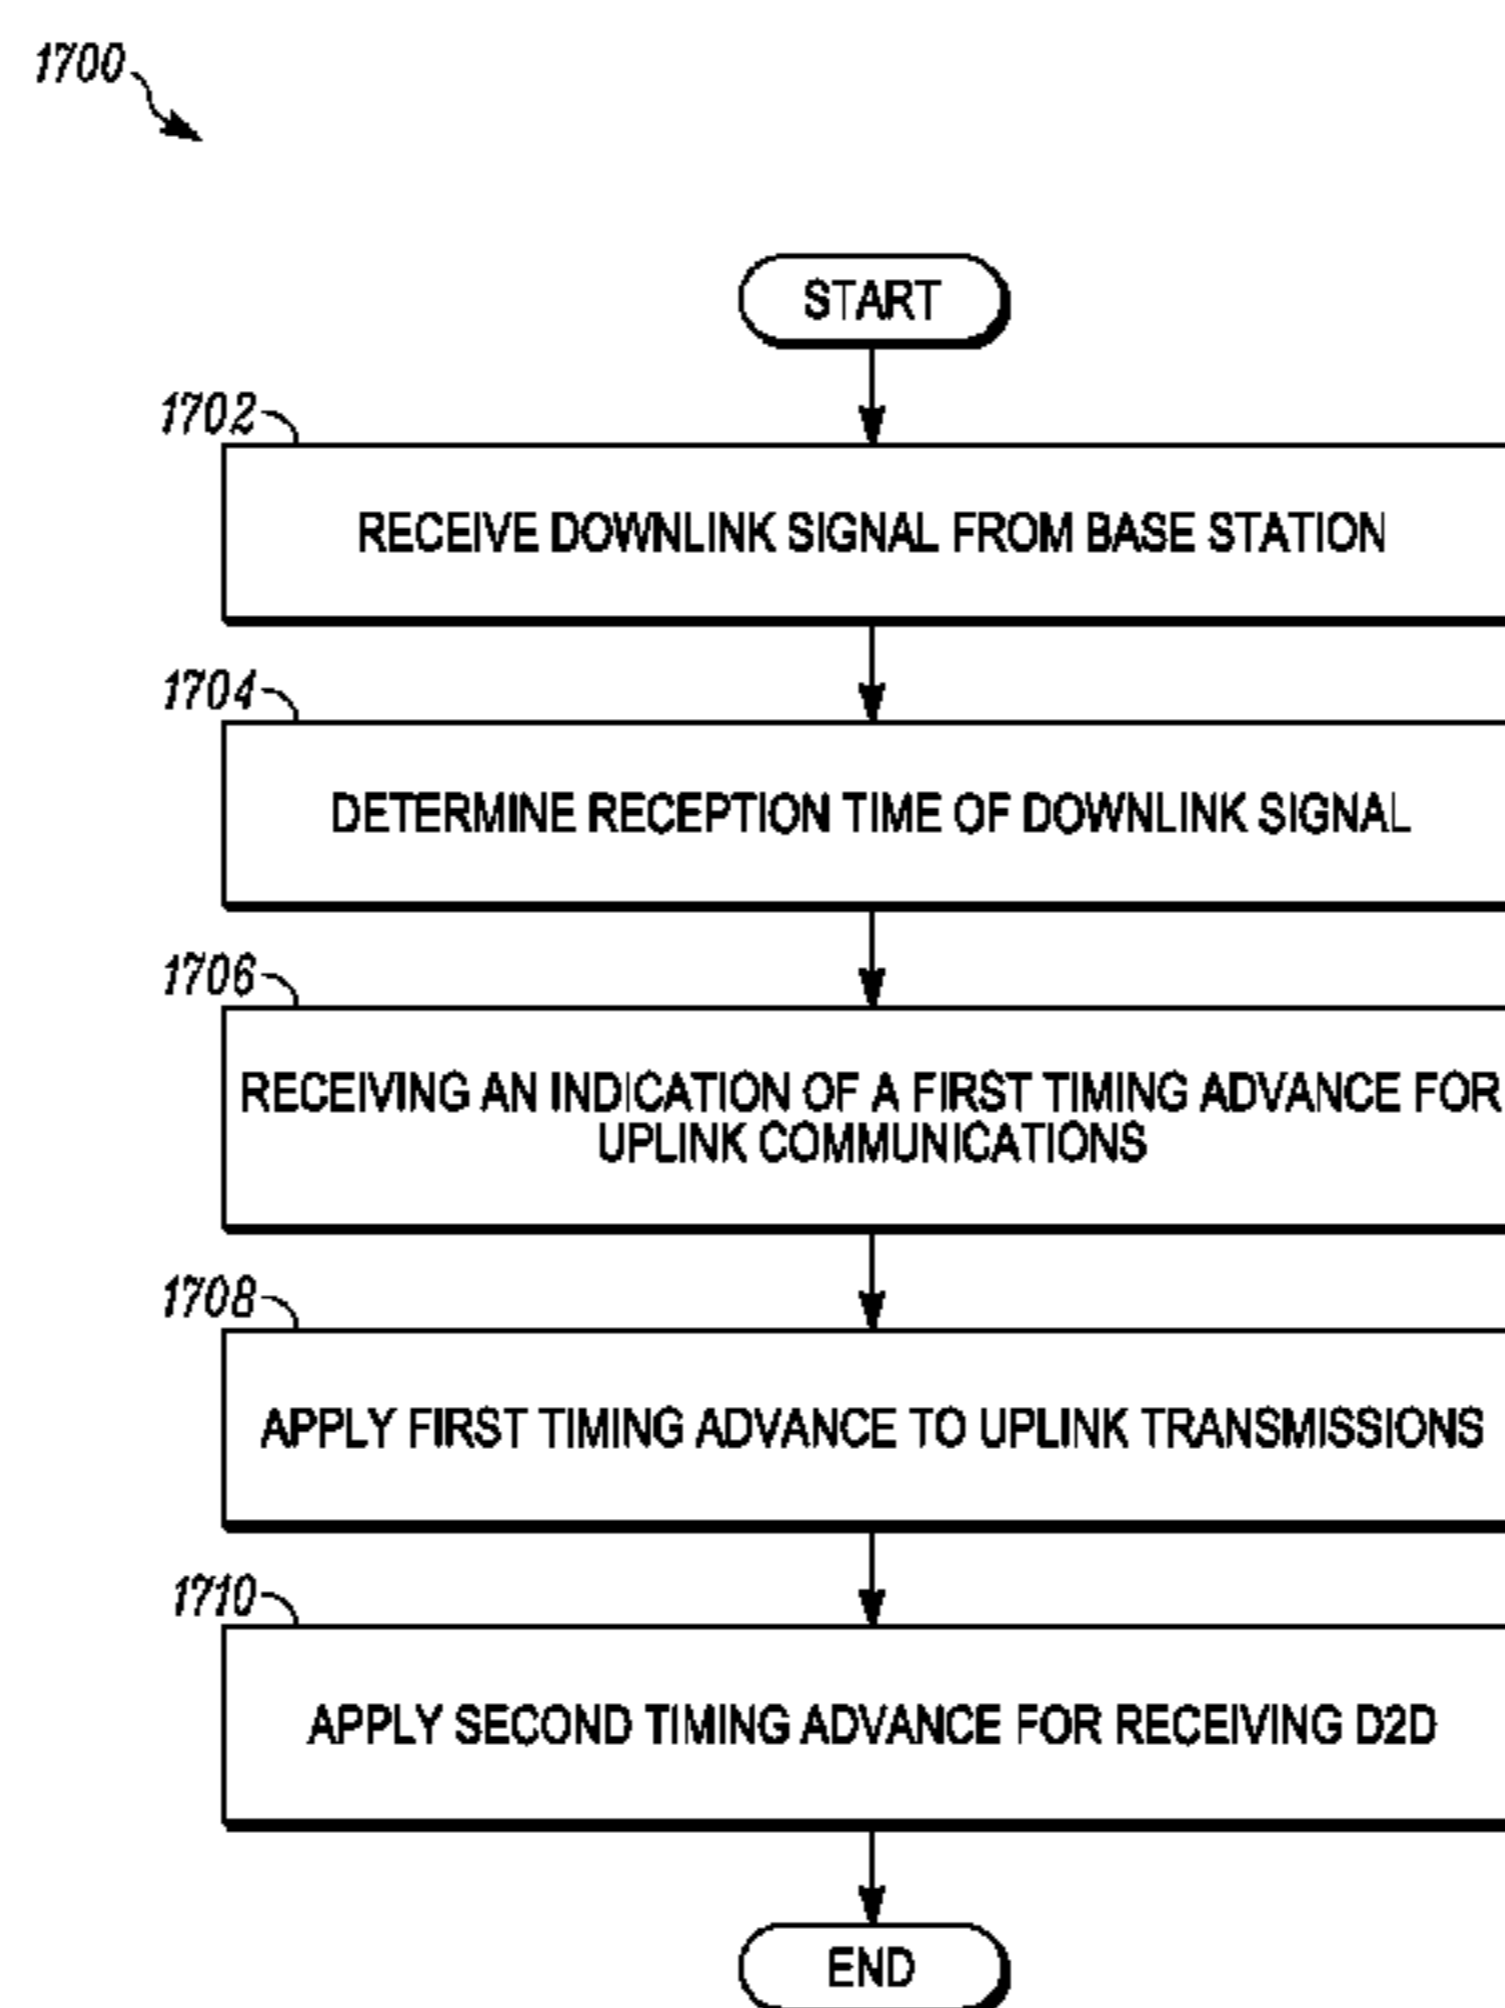 1700
START
1702
RECEIVE DOWNLINK SIGNAL FROM BASE STATION
1704
DETERMINE RECEPTION TIME OF DOWNLINK SIGNAL
1706
RECEIVING AN INDICATION OF A FIRST TIMING ADVANCE FOR
UPLINK COMMUNICATIONS
1708
APPLY FIRST TIMING ADVANCE TO UPLINK TRANSMISSIONS
1710
APPLY SECOND TIMING ADVANCE FOR RECEIVING D2D
END